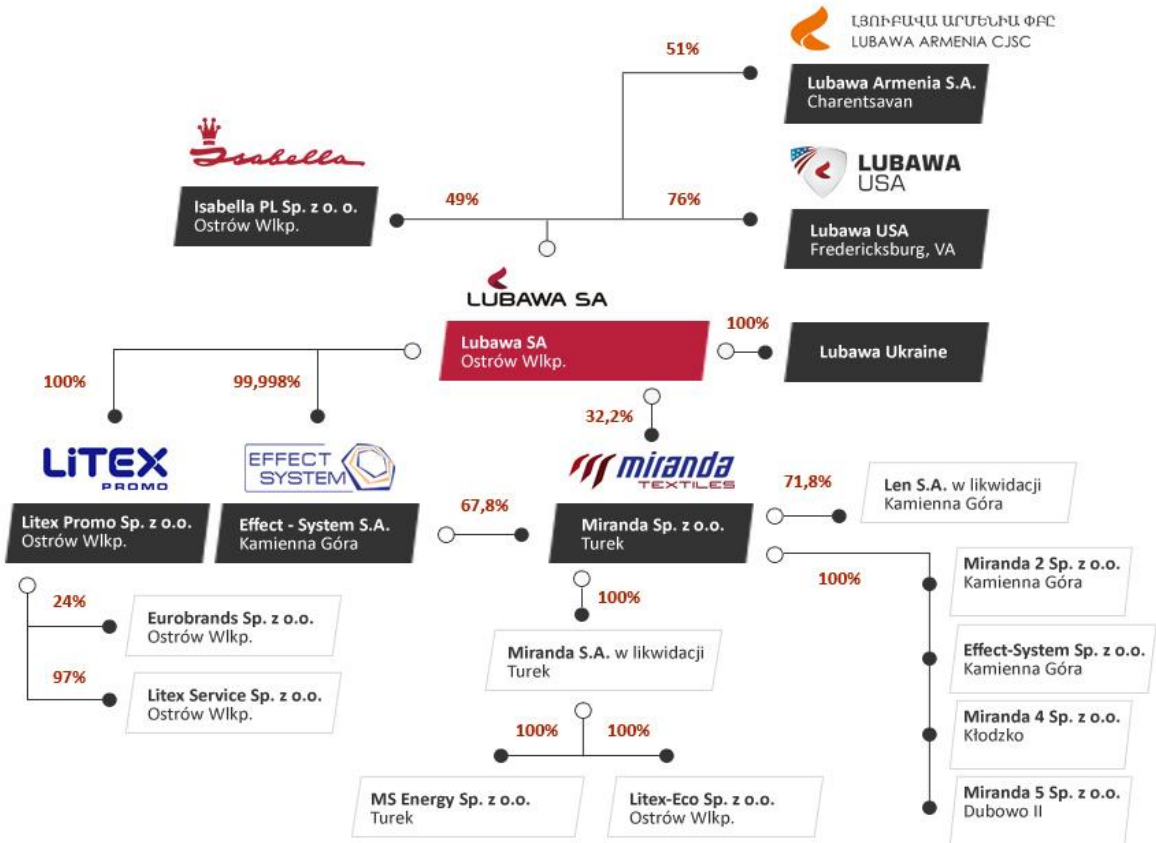 ԼՅՈՒԲԱՎԱ ԱՐՄԵՆԻԱ ՓԲԸ
LUBAWA ARMENIA CJSC
51%
Lubawa Armenia S.A.
Charentsavan
Isabella
LUBAWA
USA
Isabella PL Sp. z o. o.
Ostrów Wlkp.
49%
76%
Lubawa USA
Fredericksburg, VA
LUBAWA SA
Lubawa SA
Ostrów Wlkp.
100%
Lubawa Ukraine
100%
99,998%
32,2%
LiTEX
PROMO
EFFECT
SYSTEM
miranda
TEXTILES
71,8%
Len S.A. w likwidacji
Kamienna Góra
Litex Promo Sp. z o.o.
Ostrów Wlkp.
Effect - System S.A.
Kamienna Góra
67,8%
Miranda Sp. z o.o.
Turek
100%
Miranda 2 Sp. z o.o.
Kamienna Góra
24%
Eurobrands Sp. z o.o.
Ostrów Wlkp.
100%
Miranda S.A. w likwidacji
Turek
Effect-System Sp. z o.o.
Kamienna Góra
97%
Litex Service Sp. z o.o.
Ostrów Wlkp.
Miranda 4 Sp. z o.o.
Kłodzko
100%
100%
MS Energy Sp. z o.o.
Turek
Litex-Eco Sp. z o.o.
Ostrów Wlkp.
Miranda 5 Sp. z o.o.
Dubowo II